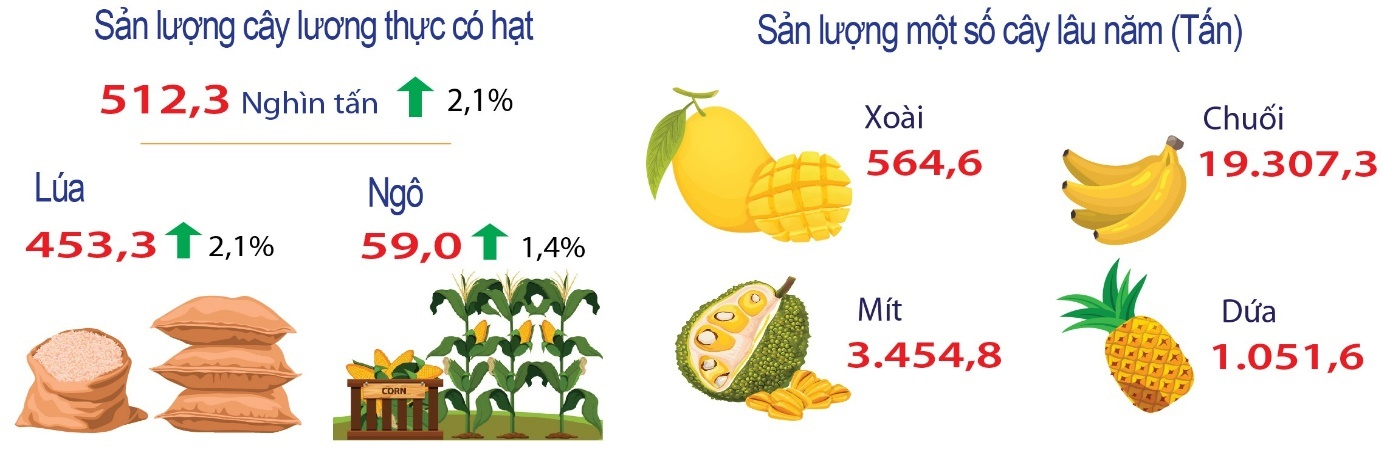 Sản lượng cây lương thực có hạt
512,3 Nghìn tấn 2,1%
Lúa
453,3 2,1%
Ngô
59,0 1,4%
CORN
Sản lượng một số cây lâu năm (Tấn)
Xoài
564,6
Chuối
19.307,3
Mít
3.454,8
Dứa
1.051,6